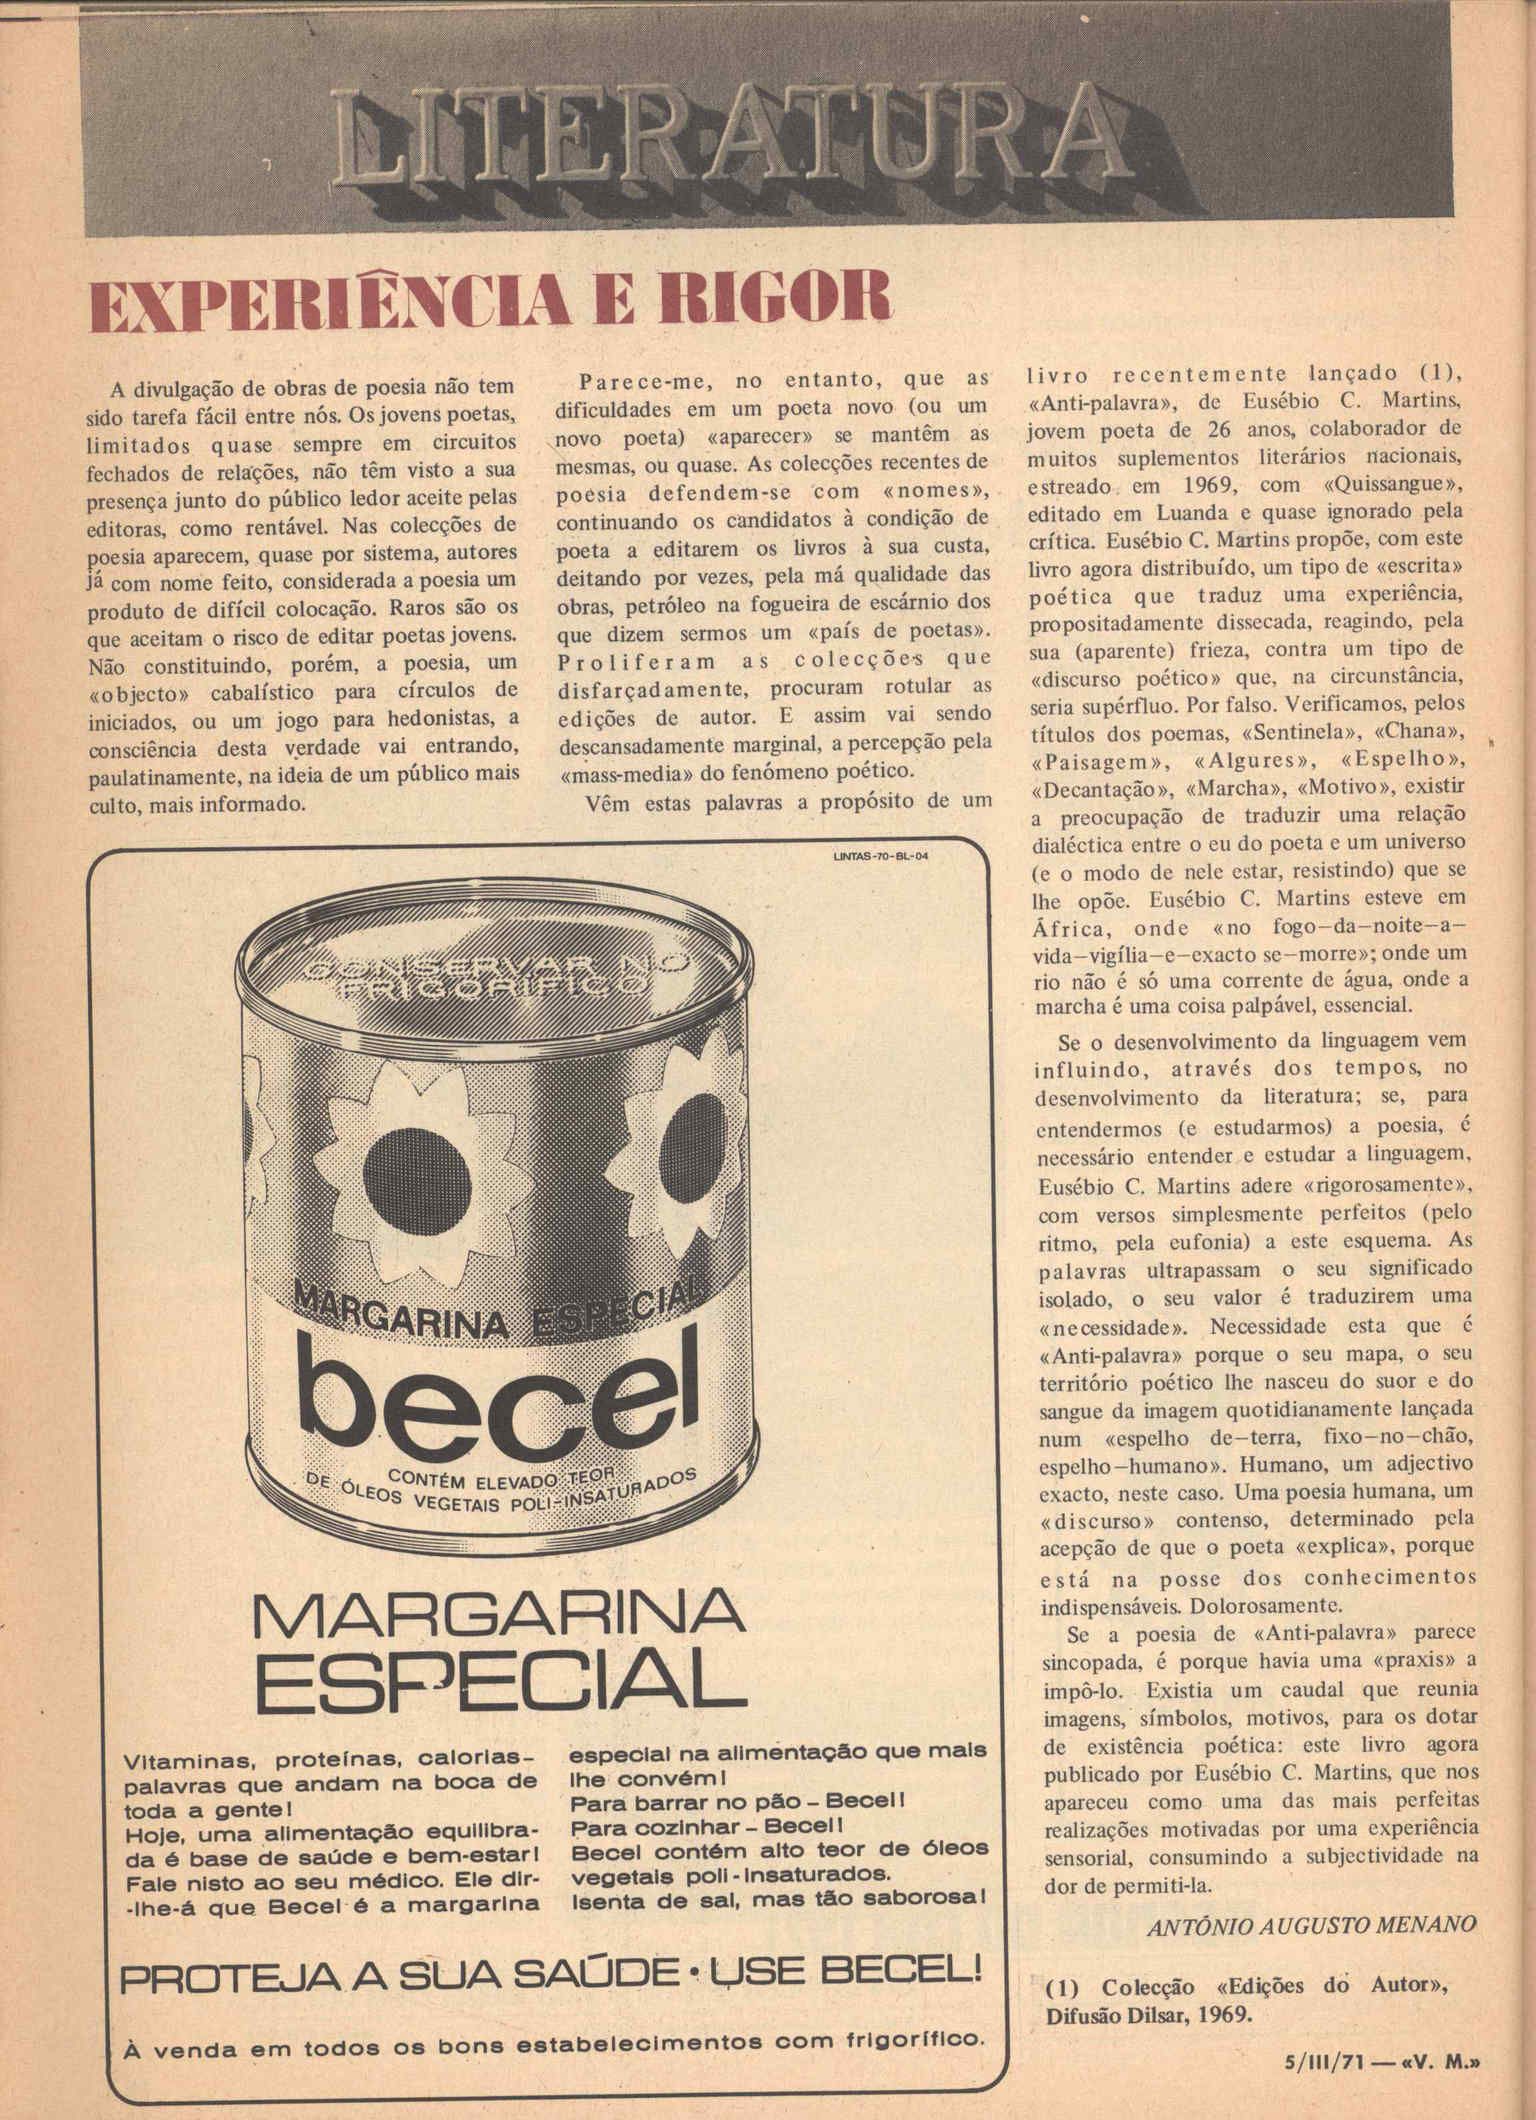 LITERATURA
EXPERIÊNCIA E RIGOR
A divulgação de obras de poesia não tem
sido tarefa fácil entre nós. Os jovens poetas,
limitados quase sempre em circuitos
fechados de relações, não têm visto a sua
presença junto do público ledor aceite pelas
editoras, como rentável. Nas colecções de
poesia aparecem, quase por sistema, autores
já com nome feito, considerada a poesia um
produto de difícil colocação. Raros são os
que aceitam o risco de editar poetas jovens.
Não constituindo, porém, a poesia, um
«objecto» cabalístico para círculos de
iniciados, ou um jogo para hedonistas, a
consciência desta verdade vai entrando,
paulatinamente, na ideia de um público mais
culto, mais informado.
Parece-me, no entanto, que as
dificuldades em um poeta novo (ou um
novo poeta) «aparecer» se mantêm as
mesmas, ou quase. As colecções recentes de
poesia defendem-se com «nomes»,
continuando os candidatos à condição de
poeta a editarem os livros à sua custa,
deitando por vezes, pela má qualidade das
obras, petróleo na fogueira de escárnio dos
que dizem sermos um «país de poetas».
Proliferam as colecções que
disfarçadamente, procuram rotular as
edições de autor. E assim vai sendo
descansadamente marginal, a percepção pela
«mass-media» do fenómeno poético.
Vêm estas palavras a propósito de um
livro recentemente lançado (1),
«Anti-palavra», de Eusébio C. Martins,
jovem poeta de 26 anos, colaborador de
muitos suplementos literários nacionais,
estreado em 1969, com «Quissangue»,
editado em Luanda e quase ignorado pela
crítica. Eusébio C. Martins propõe, com este
livro agora distribuído, um tipo de «escrita»
poética que traduz uma experiência,
propositadamente dissecada, reagindo, pela
sua (aparente) frieza, contra um tipo de
«discurso poético» que, na circunstância,
seria supérfluo. Por falso. Verificamos, pelos
títulos dos poemas, «Sentinela», «Chana»,
«Paisagem», «Algures», «Espelho»,
«Decantação», «Marcha», «Motivo», existir
a preocupação de traduzir uma relação
dialéctica entre o eu do poeta e um universo
(e o modo de nele estar, resistindo) que se
lhe opõe. Eusébio C. Martins esteve em
África, onde «no fogo—da—noite—a—
vida—vigília—e—exacto se—morre»; onde um
rio não é só uma corrente de água, onde a
marcha é uma coisa palpável, essencial.
Se o desenvolvimento da linguagem vem
influindo, através dos tempos, no
desenvolvimento da literatura; se, para
entendermos (e estudarmos) a poesia, é
necessário entender e estudar a linguagem,
Eusébio C. Martins adere «rigorosamente»,
com versos simplesmente perfeitos (pelo
ritmo, pela eufonia) a este esquema. As
palavras ultrapassam o seu significado
isolado, o seu valor é traduzirem uma
«necessidade». Necessidade esta que é
«Anti-palavra» porque o seu mapa, o seu
território poético lhe nasceu do suor e do
sangue da imagem quotidianamente lançada
num «espelho de—terra, fixo—no—chão,
espelho—humano». Humano, um adjectivo
exacto, neste caso. Uma poesia humana, um
«discurso» contenso, determinado pela
acepção de que o poeta «explica», porque
está na posse dos conhecimentos
indispensáveis. Dolorosamente.
Se a poesia de «Anti-palavra» parece
sincopada, é porque havia uma «praxis» a
impô-lo. Existia um caudal que reunia
imagens, símbolos, motivos, para os dotar
de existência poética: este livro agora
publicado por Eusébio C. Martins, que nos
apareceu como uma das mais perfeitas
realizações motivadas por uma experiência
sensorial, consumindo a subjectividade na
dor de permiti-la.
ANTÓNIO AUGUSTO MENANO
(1) Colecção «Edições do Autor»,
Difusão Dilsar, 1969.
5/III/71 — «V. M.»
LINTAS-70-BL-04
CONSERVAR NO
FRIGORIFICO
MARGARINA ESPECIAL
becel
CONTÉM ELEVADO TEOR
DE ÓLEOS VEGETAIS POLI-INSATURADOS
MARGARINA
ESPECIAL
Vitaminas, proteínas, calorias–
palavras que andam na boca de
toda a gente!
Hoje, uma alimentação equilibra-
da é base de saúde e bem-estar!
Fale nisto ao seu médico. Ele dir-
-lhe-á que Becel é a margarina
especial na alimentação que mais
lhe convém!
Para barrar no pão – Becel!
Para cozinhar – Becel!
Becel contém alto teor de óleos
vegetais poli-insaturados.
Isenta de sal, mas tão saborosa!
PROTEJA A SUA SAÚDE • USE BECEL!
À venda em todos os bons estabelecimentos com frigorífico.